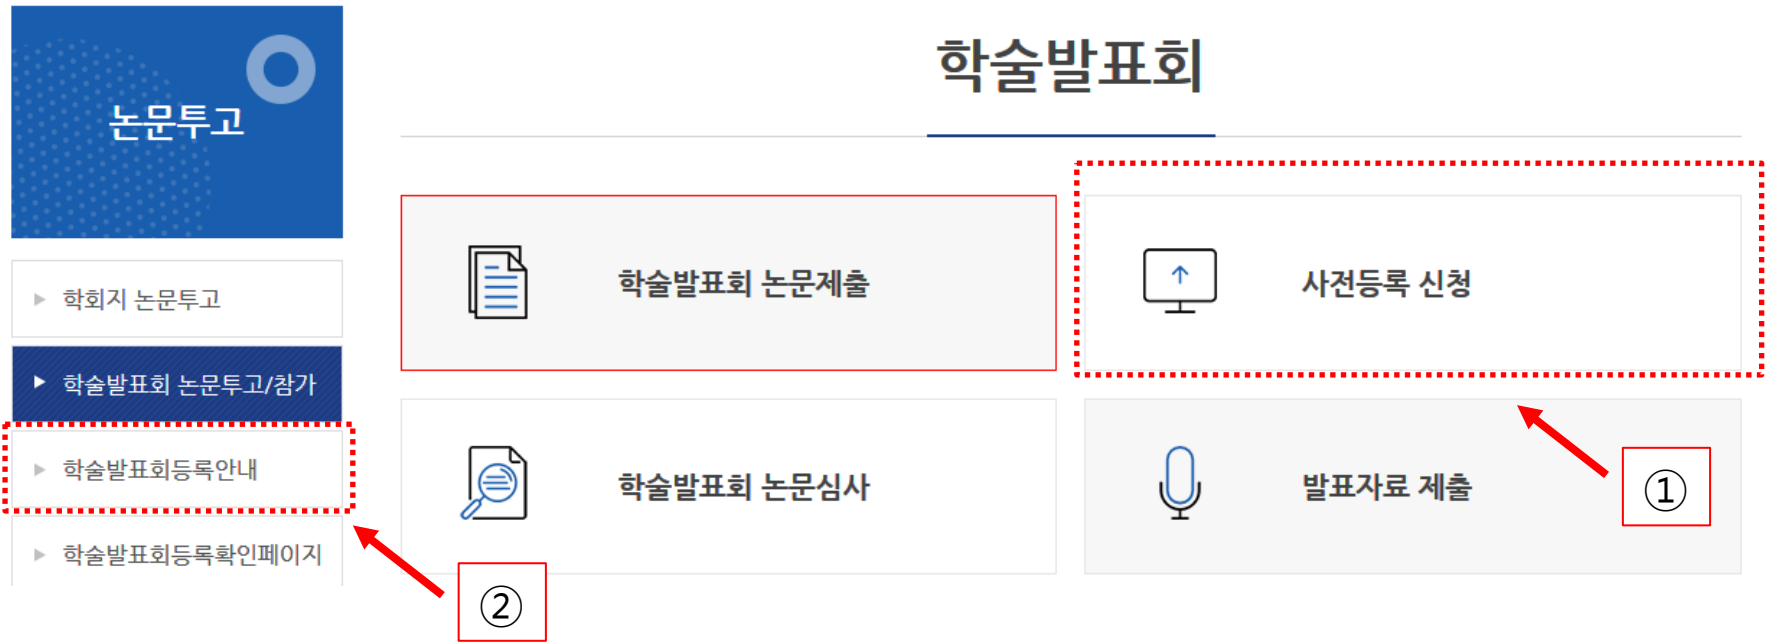 논문투고
▶ 학회지 논문투고
▶ 학술발표회 논문투고/참가
▶ 학술발표회등록안내
▶ 학술발표회등록확인페이지
②
학술발표회
학술발표회 논문제출
사전등록 신청
학술발표회 논문심사
발표자료 제출
①